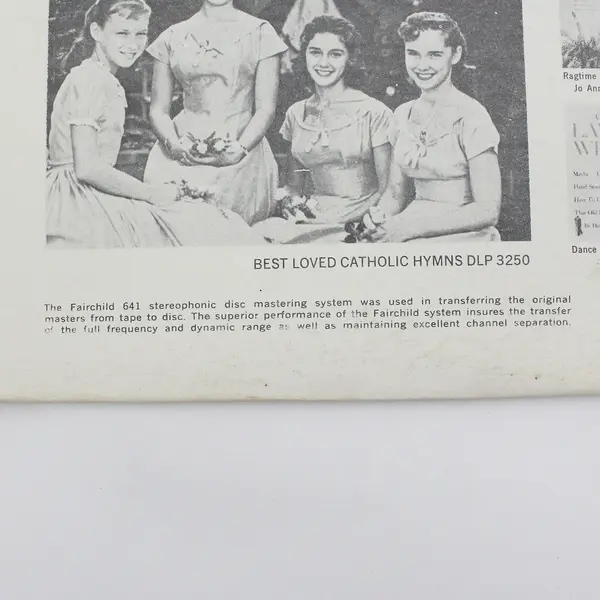 BEST LOVED CATHOLIC HYMNS DLP 3250
The Fairchild 641 stereophonic disc mastering system was used in transferring the original
masters from tape to disc. The superior performance of the Fairchild system insures the transfer
of the full frequency and dynamic range as well as maintaining excellent channel separation.
Ragtime
Jo Ann
Dance